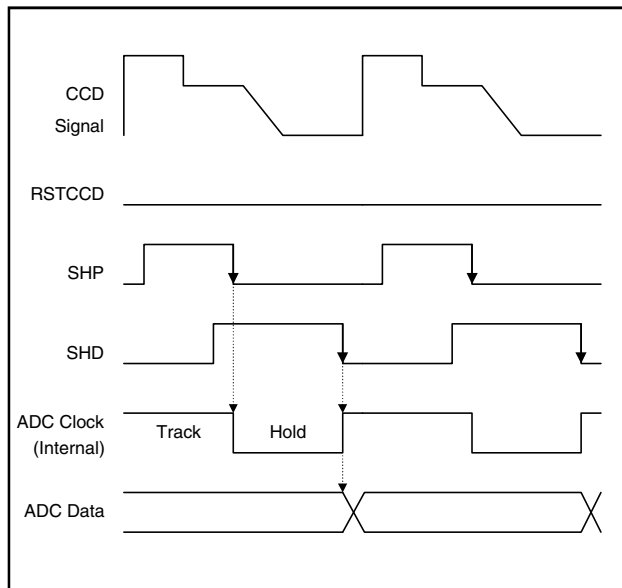 CCD
Signal
RSTCCD
SHP
SHD
ADC Clock
(Internal)
Track
Hold
ADC Data